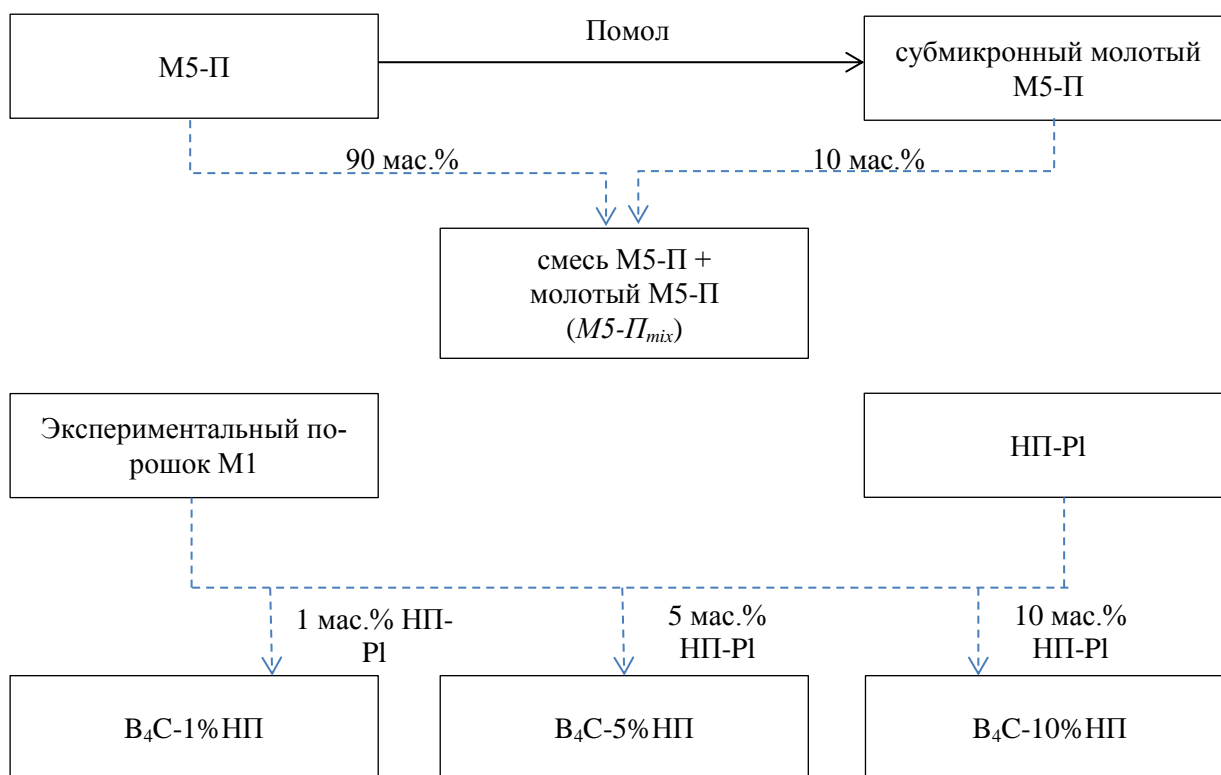 Помол
М5-П
субмикронный молотый
М5-П
90 мас.%
10 мас.%
смесь М5-П +
молотый М5-П
(М5-Пmix)
Экспериментальный по-
рошок М1
НП-Pl
1 мас.% НП-
Pl
5 мас.%
НП-Pl
10 мас.%
НП-Pl
B₄C-1%НП
B₄C-5%НП
B₄C-10%НП